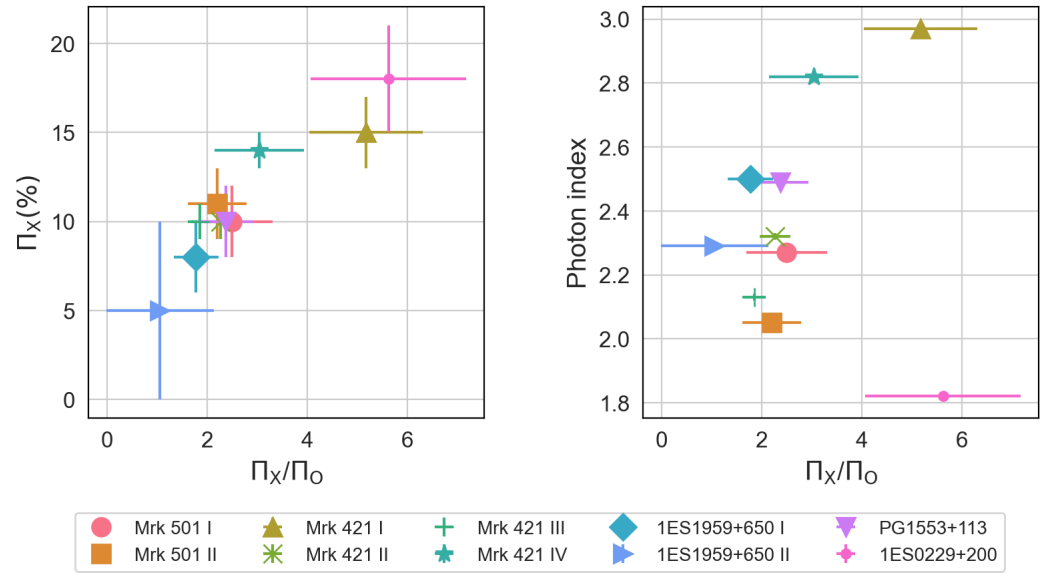 20
15
10
5
0
Π_X(%)
0 2 4 6
Π_X/Π_O
3.0
2.8
2.6
2.4
2.2
2.0
1.8
Photon index
0 2 4 6
Π_X/Π_O
Mrk 501 I Mrk 421 I Mrk 421 III 1ES1959+650 I PG1553+113
Mrk 501 II Mrk 421 II Mrk 421 IV 1ES1959+650 II 1ES0229+200